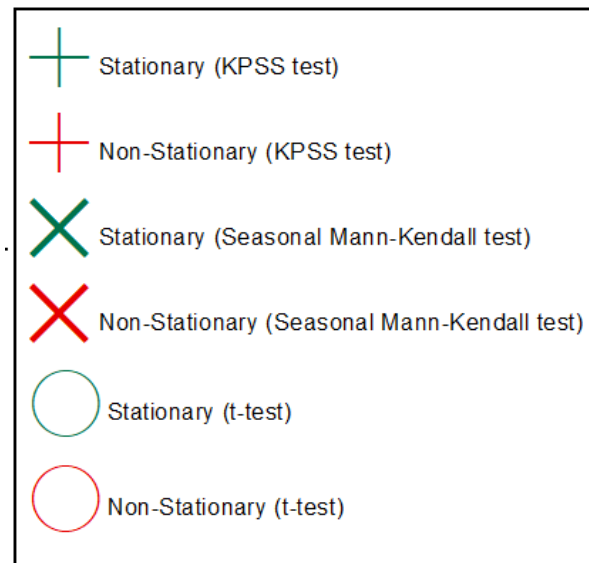 Stationary (KPSS test)
Non-Stationary (KPSS test)
Stationary (Seasonal Mann-Kendall test)
Non-Stationary (Seasonal Mann-Kendall test)
Stationary (t-test)
Non-Stationary (t-test)